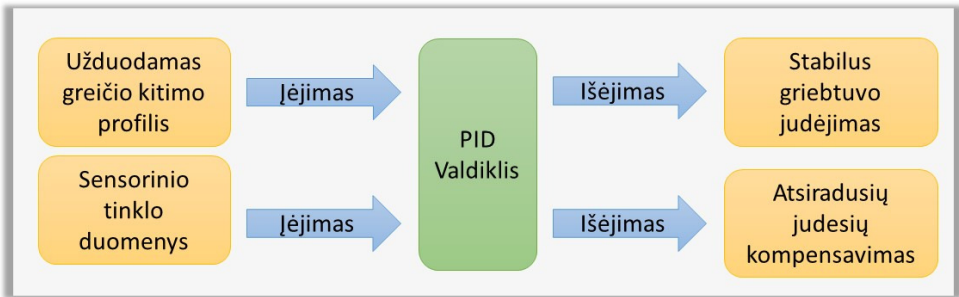 Užduodamas
greičio kitimo
profilis
Įėjimas
Sensorinio
tinklo
duomenys
Įėjimas
PID
Valdiklis
Išėjimas
Stabilus
griebtuvo
judėjimas
Išėjimas
Atsiradusių
judesių
kompensavimas